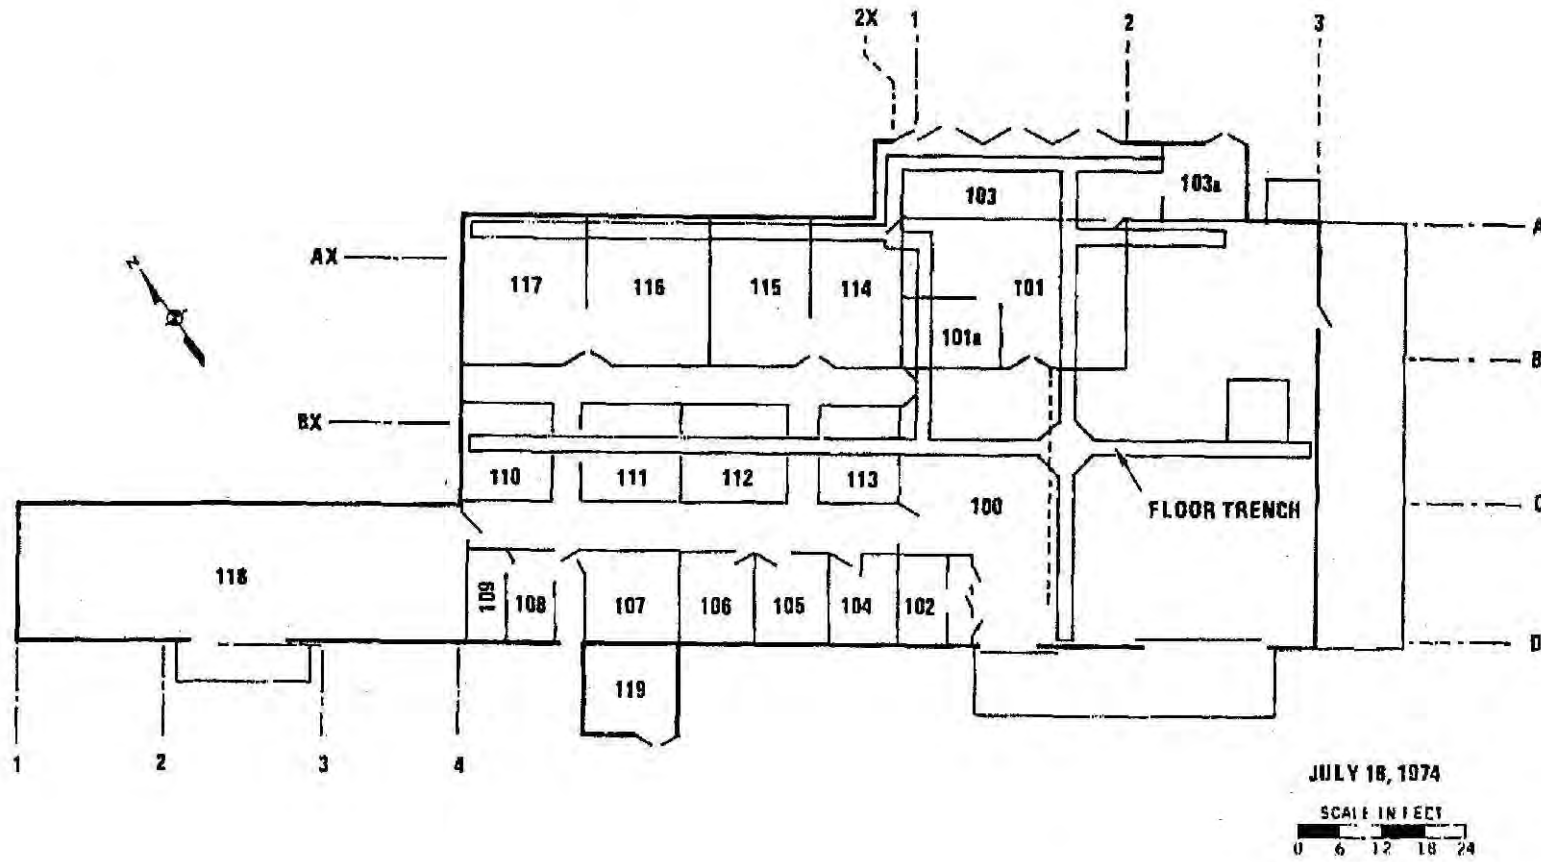 2X 1 2 3
103 103a
A
N
AX 117 116 115 114 101
101a B
BX
110 111 112 113
100 FLOOR TRENCH C
118 109 108 107 106 105 104 102
D
119
1 2 3 4
JULY 18, 1974
SCALE IN FEET
0 6 12 18 24